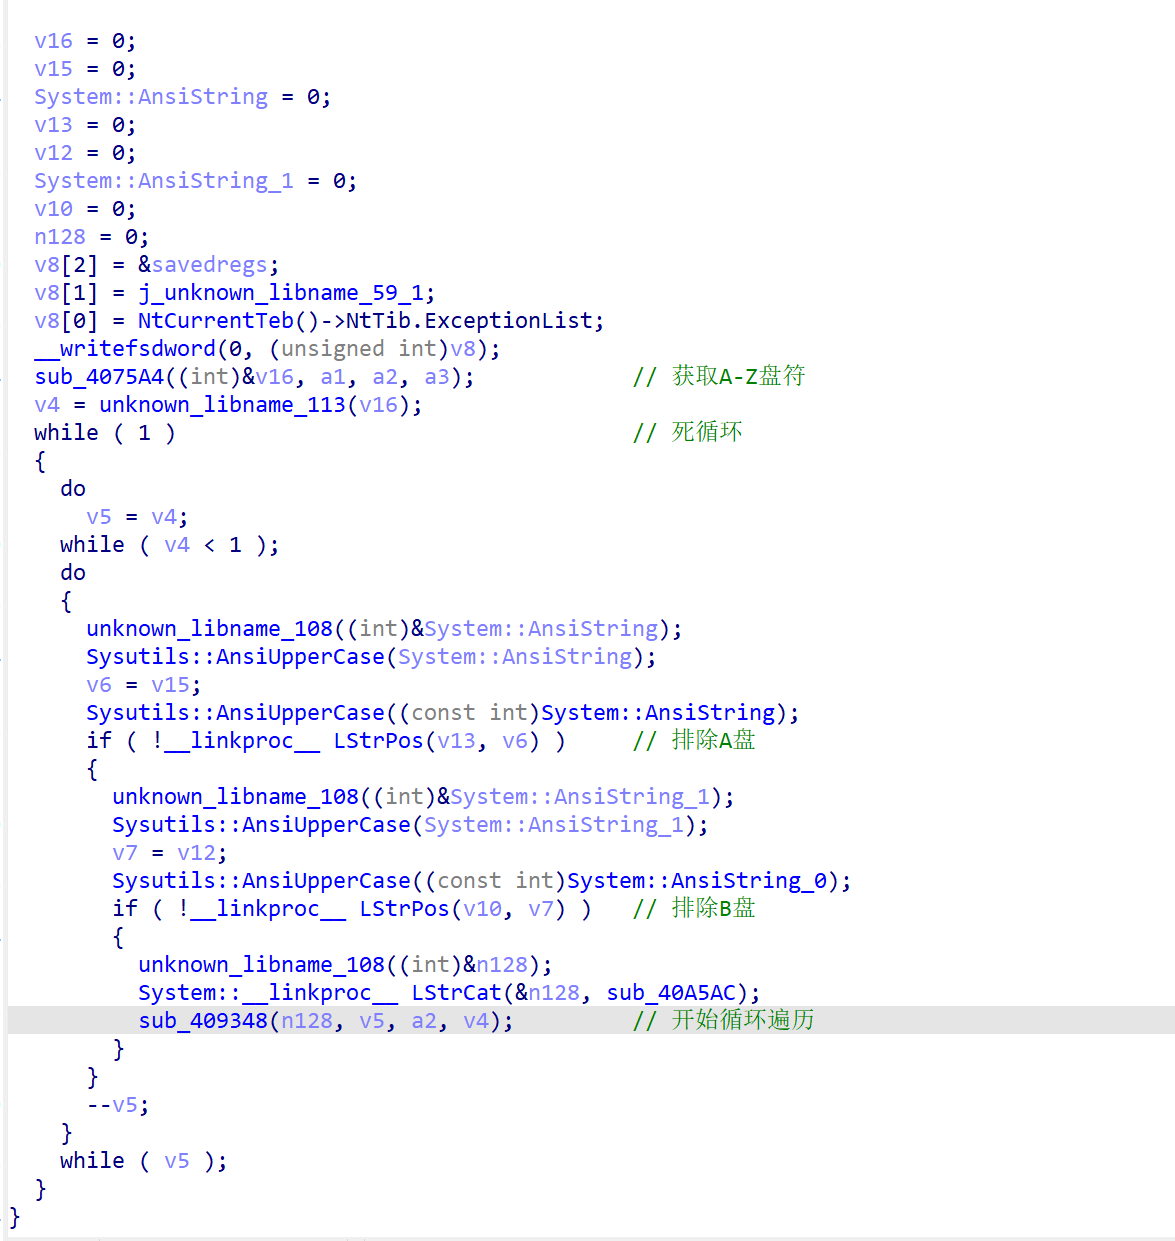 v16 = 0;
v15 = 0;
System::AnsiString = 0;
v13 = 0;
v12 = 0;
System::AnsiString_1 = 0;
v10 = 0;
n128 = 0;
v8[2] = &savedregs;
v8[1] = j_unknown_libname_59_1;
v8[0] = NtCurrentTeb()->NtTib.ExceptionList;
__writefsdword(0, (unsigned int)v8);
sub_4075A4((int)&v16, a1, a2, a3); // 获取A-Z盘符
v4 = unknown_libname_113(v16);
while ( 1 ) // 死循环
{
do
v5 = v4;
while ( v4 < 1 );
do
{
unknown_libname_108((int)&System::AnsiString);
Sysutils::AnsiUpperCase(System::AnsiString);
v6 = v15;
Sysutils::AnsiUpperCase((const int)System::AnsiString);
if ( !__linkproc__ LStrPos(v13, v6) ) // 排除A盘
{
unknown_libname_108((int)&System::AnsiString_1);
Sysutils::AnsiUpperCase(System::AnsiString_1);
v7 = v12;
Sysutils::AnsiUpperCase((const int)System::AnsiString_0);
if ( !__linkproc__ LStrPos(v10, v7) ) // 排除B盘
{
unknown_libname_108((int)&n128);
System::__linkproc__ LStrCat(&n128, sub_40A5AC);
sub_409348(n128, v5, a2, v4); // 开始循环遍历
}
}
--v5;
}
while ( v5 );
}
}